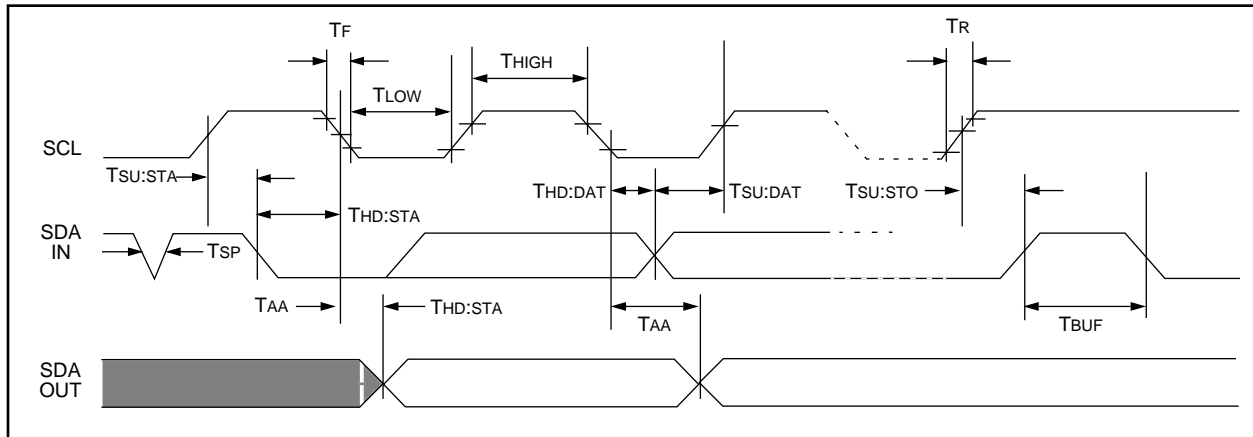 TF
TR
THIGH
TLOW
SCL
TSU:STA
THD:DAT
TSU:DAT
TSU:STO
THD:STA
SDA
IN
TSP
TAA
THD:STA
TAA
TBUF
SDA
OUT